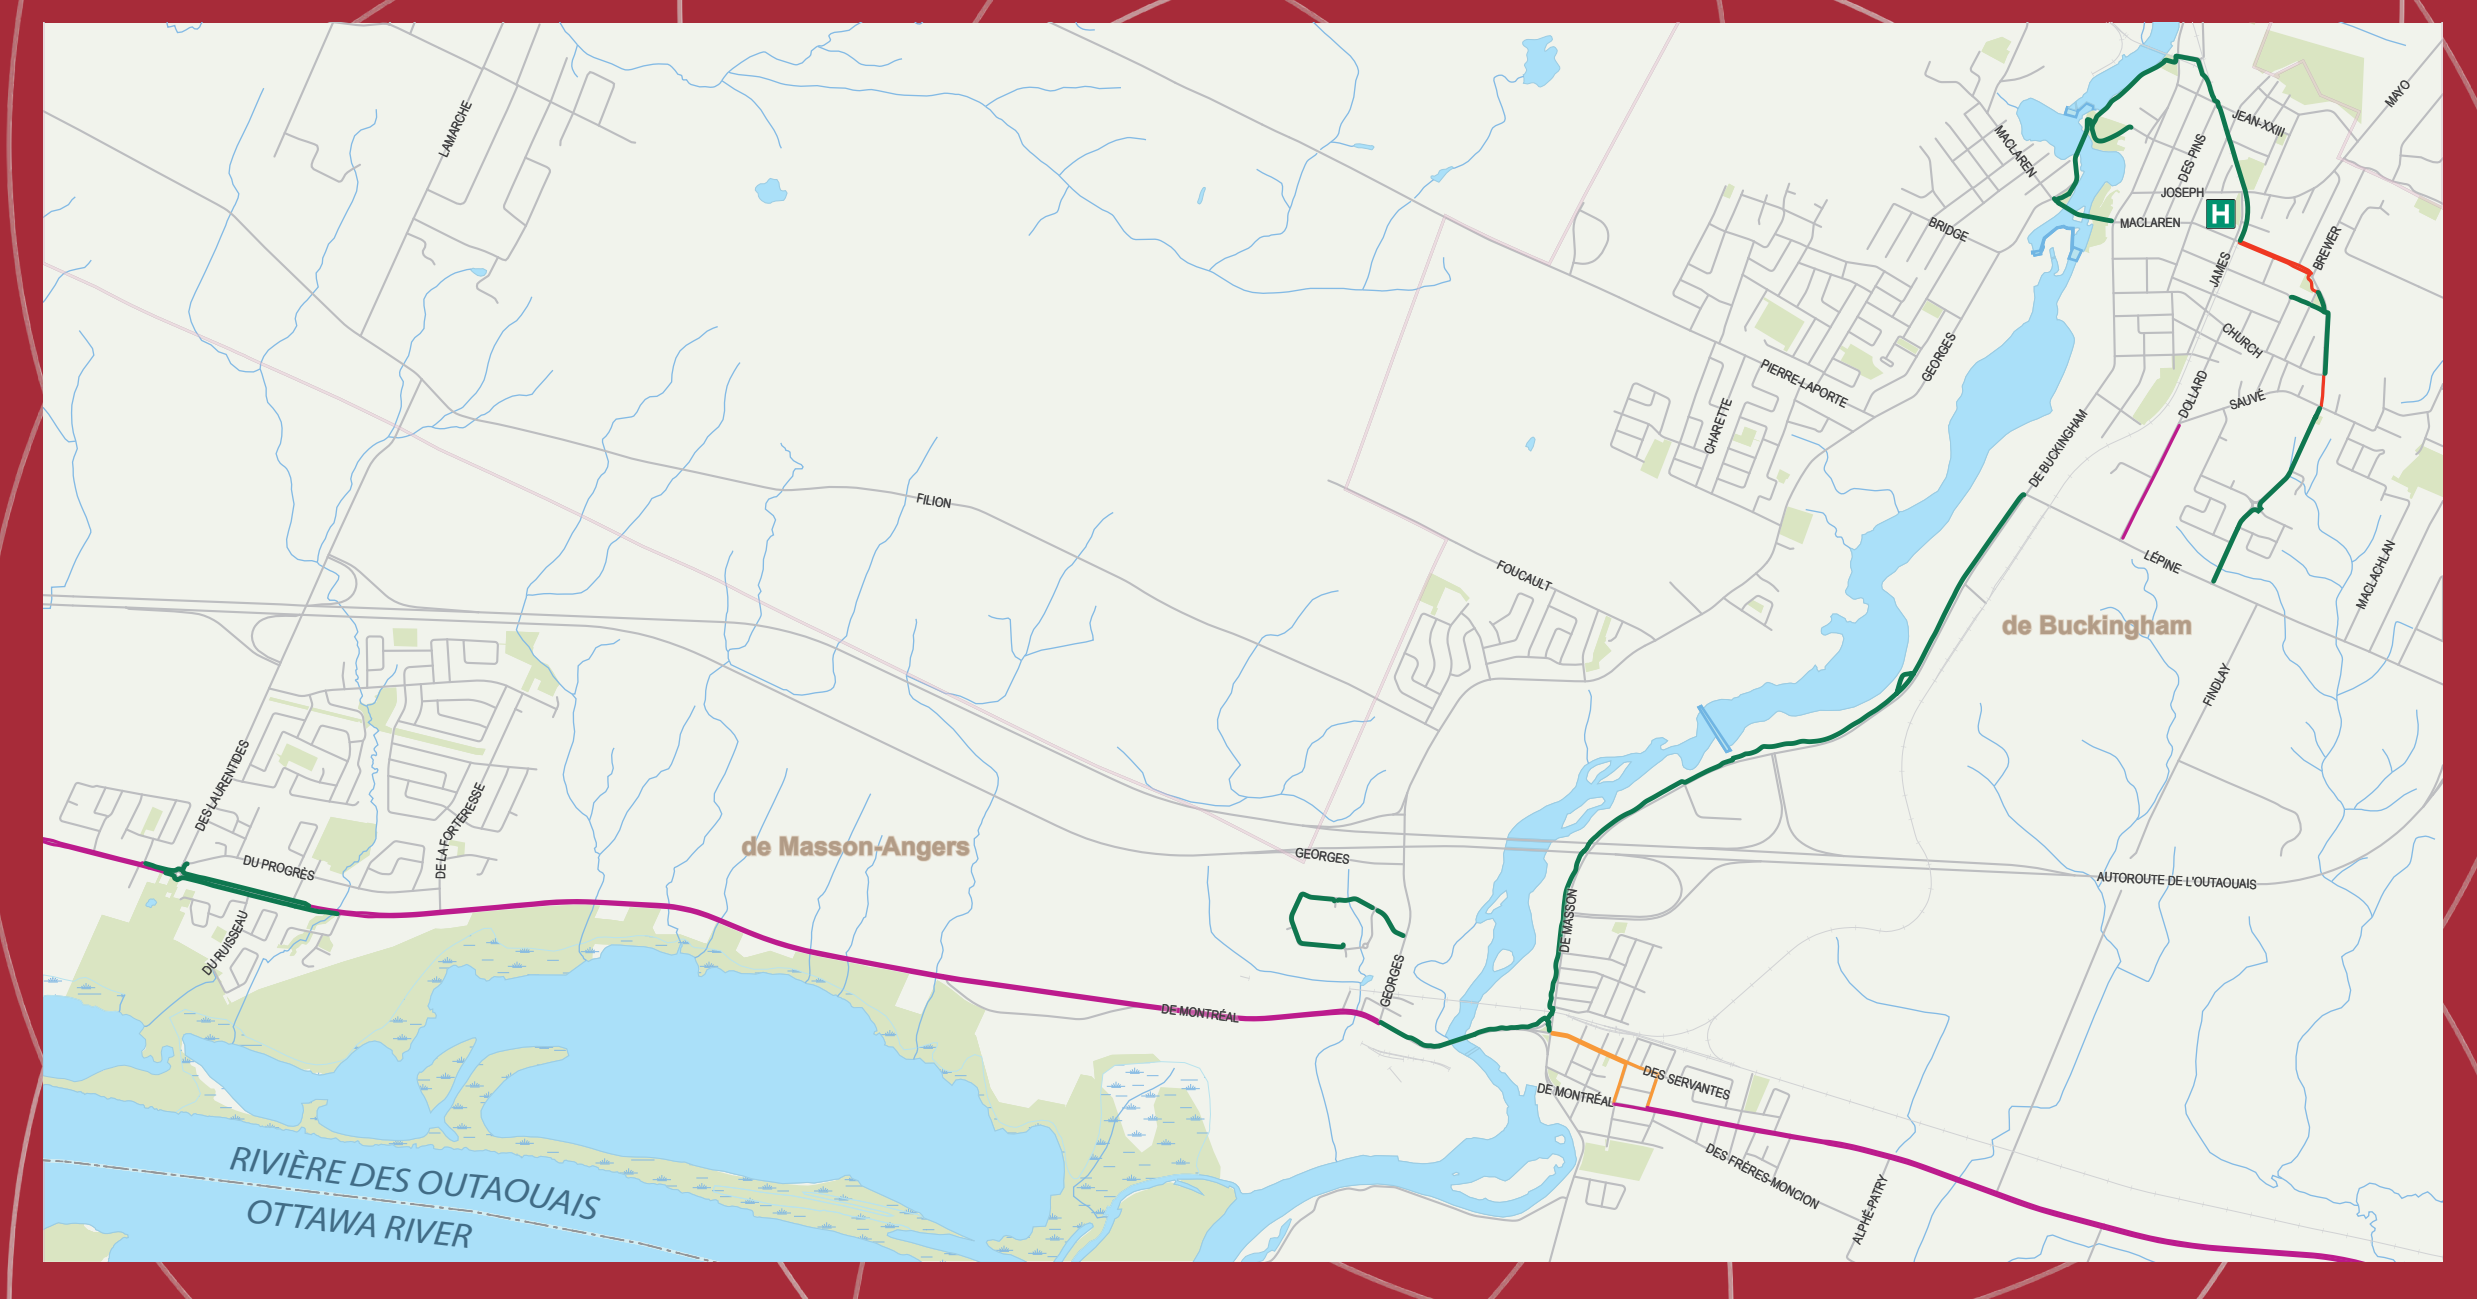 LAMARCHE
MAYO
JEAN-XXIII
MACLAREN
DES PINS
JOSEPH
H
MACLAREN
BRIDGE
BREWER
JAMES
CHURCH
GEORGES
PIERRE-LAPORTE
DOLLARD
SAUVÉ
CHARETTE
DE BUCKINGHAM
FILION
FOUCAULT
LÉPINE
MACLACHLAN
de Buckingham
FINDLAY
DES LAURENTIDES
DE LA FORTERESSE
de Masson-Angers
GEORGES
DU PROGRÈS
AUTOROUTE DE L'OUTAOUAIS
DE MASSON
DU RUISSEAU
GEORGES
DE MONTRÉAL
DES SERVANTES
DE MONTRÉAL
DES FRÈRES-MONCION
ALPHÉ-PATRY
RIVIÈRE DES OUTAOUAIS
OTTAWA RIVER